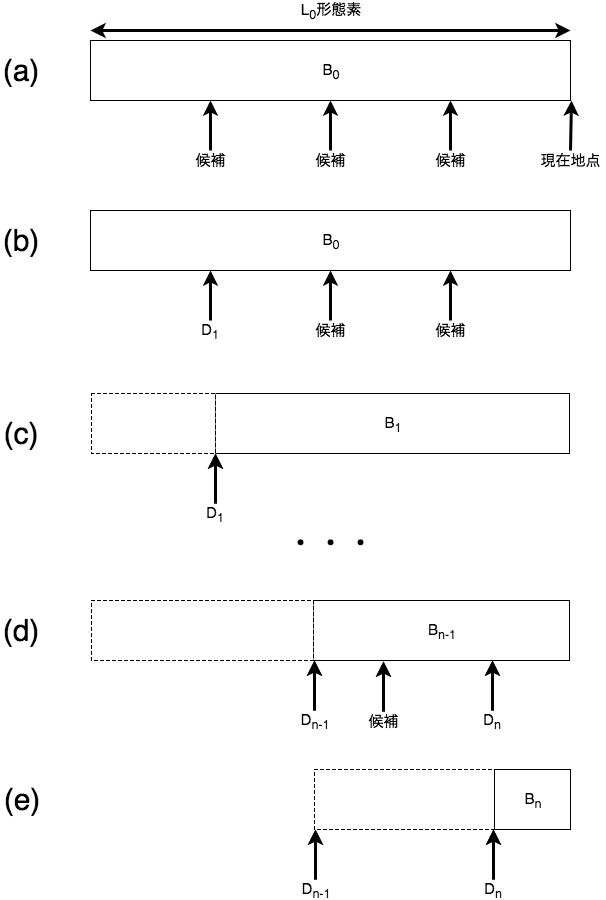 L₀形態素
(a)
B₀
候補 候補 候補 現在地点
(b)
B₀
D₁ 候補 候補
(c)
B₁
D₁
(d)
Bₙ₋₁
Dₙ₋₁ 候補 Dₙ
(e)
Bₙ
Dₙ₋₁ Dₙ